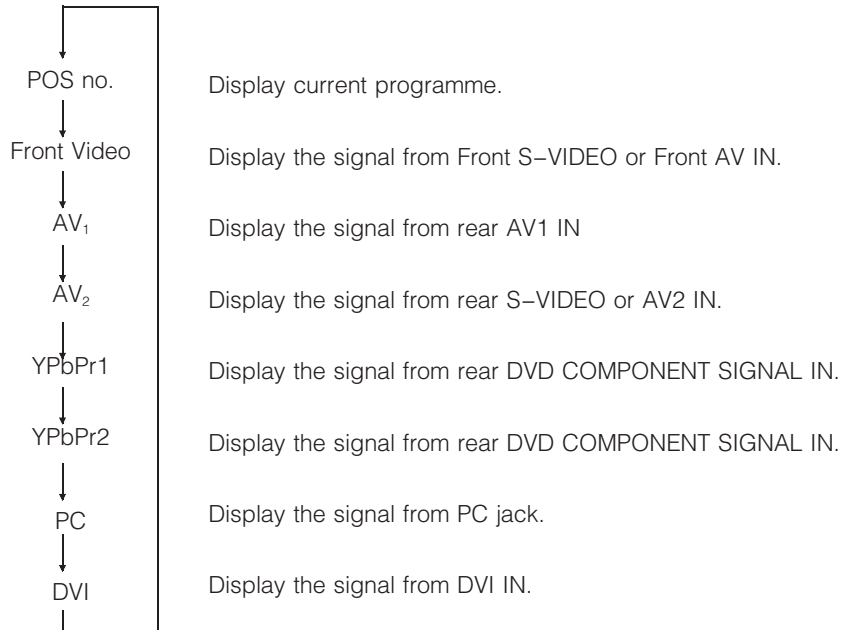 POS no. Display current programme.
Front Video Display the signal from Front S–VIDEO or Front AV IN.
AV₁ Display the signal from rear AV1 IN
AV₂ Display the signal from rear S–VIDEO or AV2 IN.
YPbPr1 Display the signal from rear DVD COMPONENT SIGNAL IN.
YPbPr2 Display the signal from rear DVD COMPONENT SIGNAL IN.
PC Display the signal from PC jack.
DVI Display the signal from DVI IN.